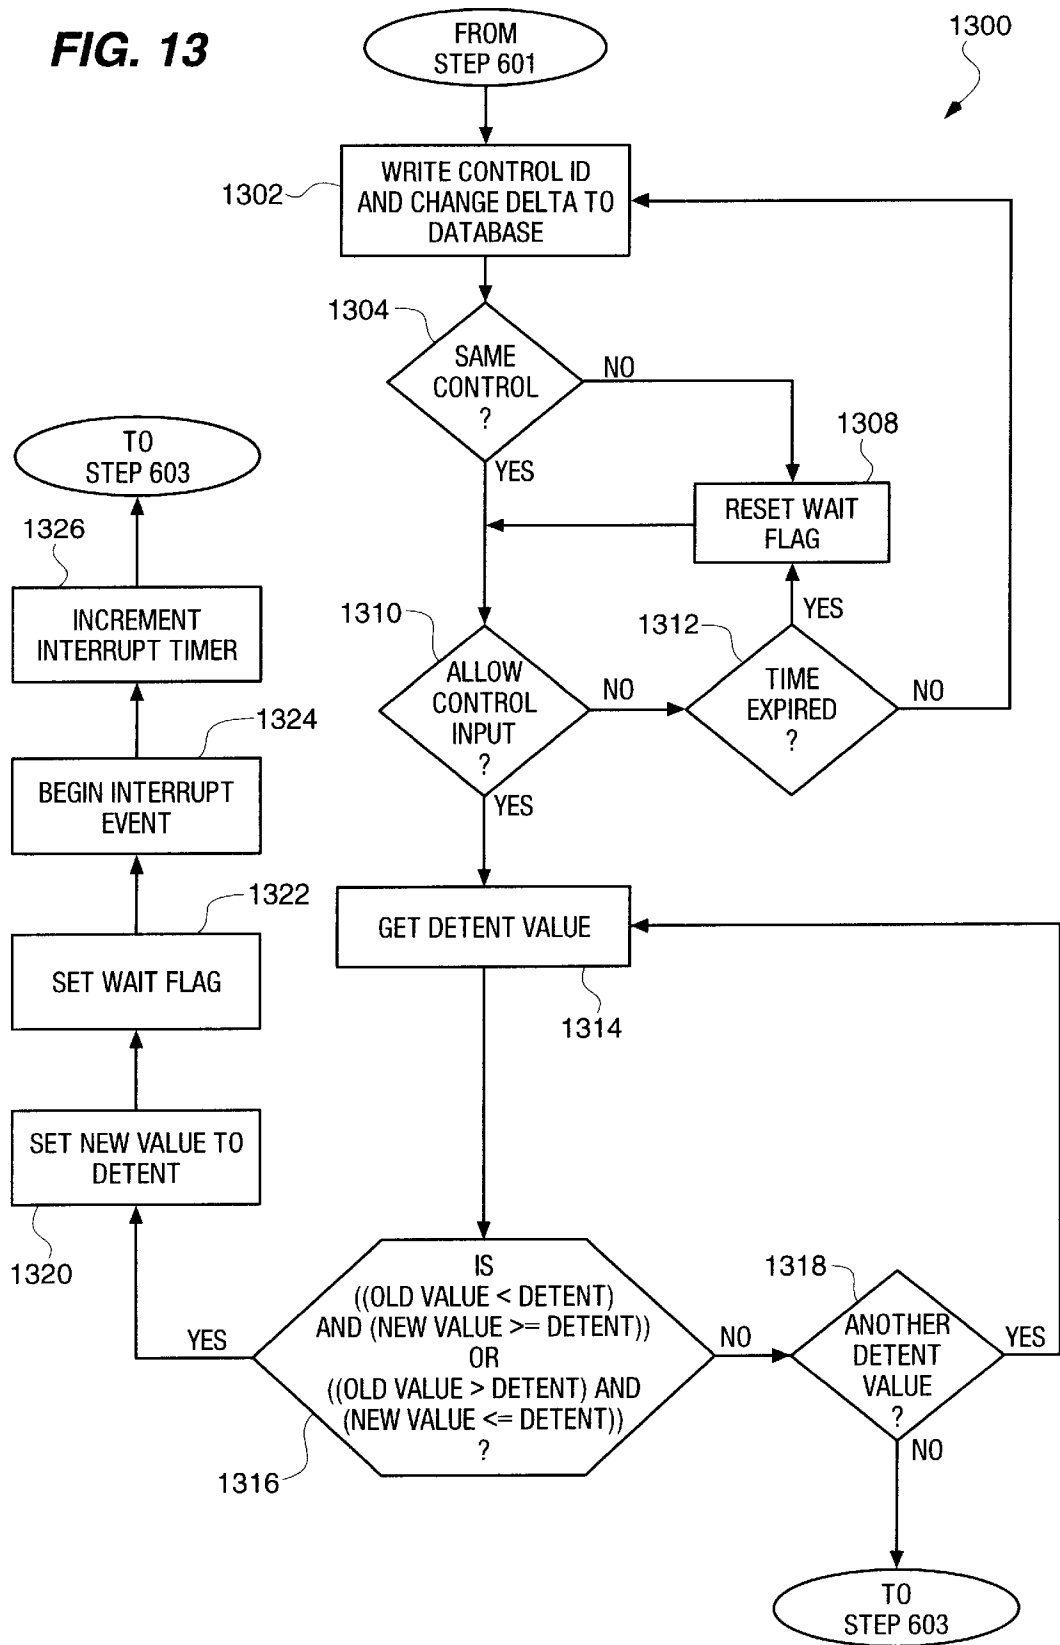 FIG. 13
1300
FROM
STEP 601
1302
WRITE CONTROL ID
AND CHANGE DELTA TO
DATABASE
1304
SAME
CONTROL
?
NO
YES
1308
RESET WAIT
FLAG
YES
1310
ALLOW
CONTROL
INPUT
?
NO
YES
1312
TIME
EXPIRED
?
NO
GET DETENT VALUE
1314
IS
((OLD VALUE < DETENT)
AND (NEW VALUE >= DETENT))
OR
((OLD VALUE > DETENT) AND
(NEW VALUE <= DETENT))
?
1316
YES
NO
1318
ANOTHER
DETENT
VALUE
?
YES
NO
TO
STEP 603
SET NEW VALUE TO
DETENT
1320
1322
SET WAIT FLAG
1324
BEGIN INTERRUPT
EVENT
1326
INCREMENT
INTERRUPT TIMER
TO
STEP 603